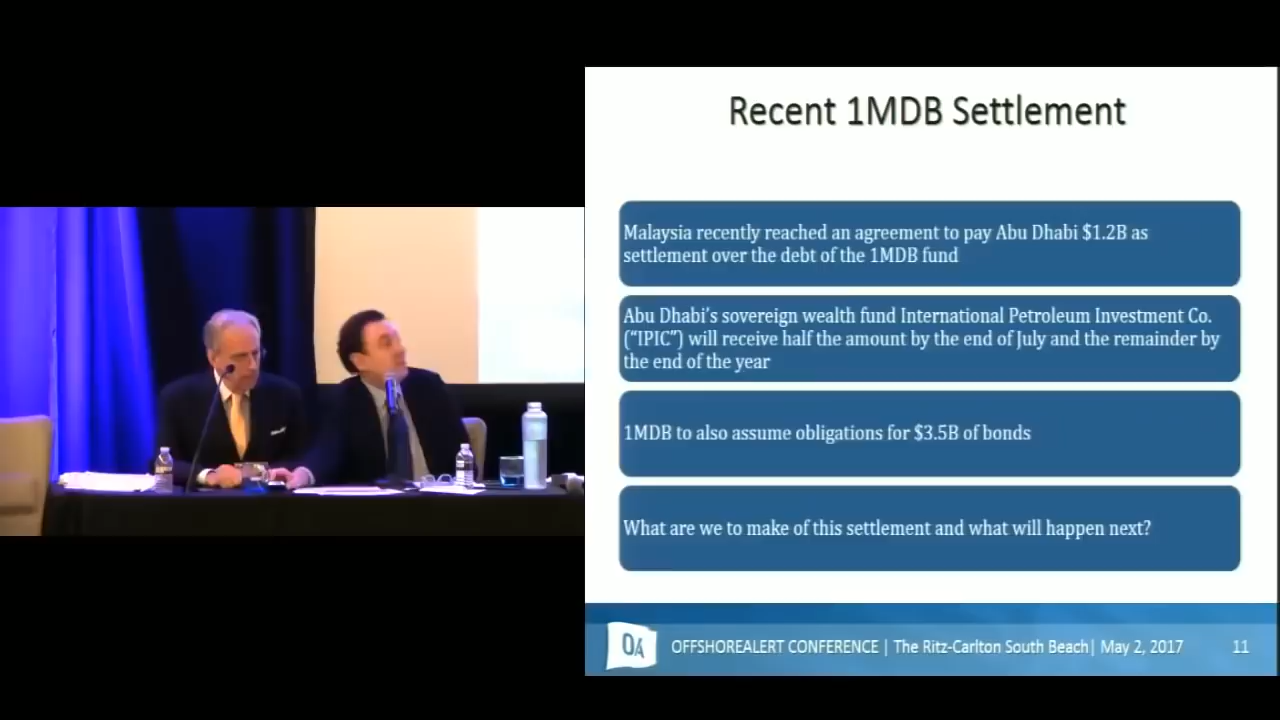 Recent 1MDB Settlement
Malaysia recently reached an agreement to pay Abu Dhabi $1.2B as
settlement over the debt of the 1MDB fund
Abu Dhabi's sovereign wealth fund International Petroleum Investment Co.
("IPIC") will receive half the amount by the end of July and the remainder by
the end of the year
1MDB to also assume obligations for $3.5B of bonds
What are we to make of this settlement and what will happen next?
OA OFFSHOREALERT CONFERENCE | The Ritz-Carlton South Beach| May 2, 2017 11